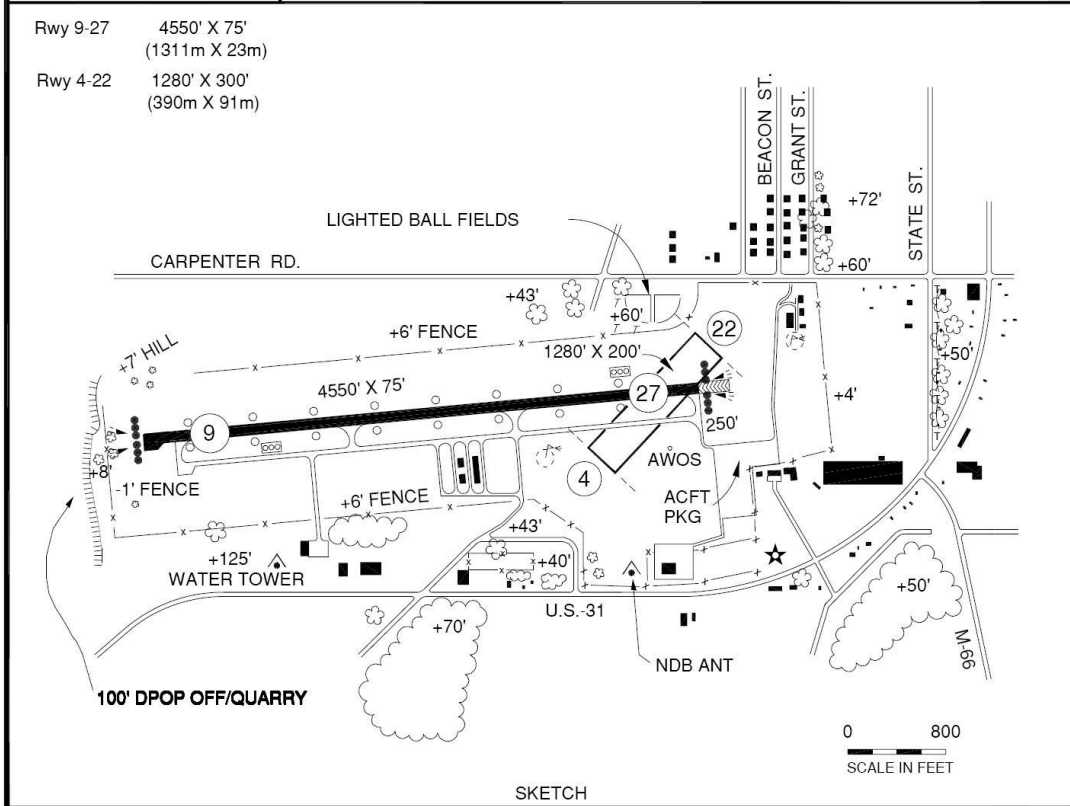 Rwy 9-27 4550' X 75'
(1311m X 23m)
Rwy 4-22 1280' X 300'
(390m X 91m)
BEACON ST.
GRANT ST.
STATE ST.
+72'
LIGHTED BALL FIELDS
CARPENTER RD.
+60'
+43'
+60'
22
+6' FENCE
+7' HILL
1280' X 200'
+50'
4550' X 75'
27
+4'
9
250'
+8'
AWOS
-1' FENCE
4
ACFT
PKG
+6' FENCE
+43'
+125'
WATER TOWER
+40'
+50'
U.S.-31
+70'
M-66
NDB ANT
100' DPOP OFF/QUARRY
0 800
SCALE IN FEET
SKETCH